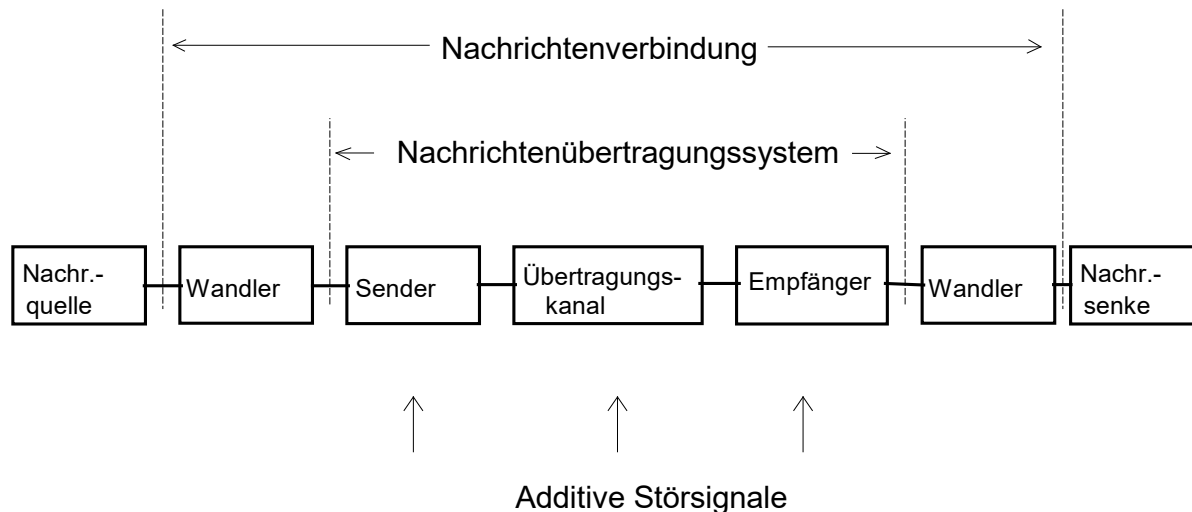 Nachrichtenverbindung
Nachrichtenübertragungssystem
Nachr.-
quelle
Wandler
Sender
Übertragungs-
kanal
Empfänger
Wandler
Nachr.-
senke
Additive Störsignale